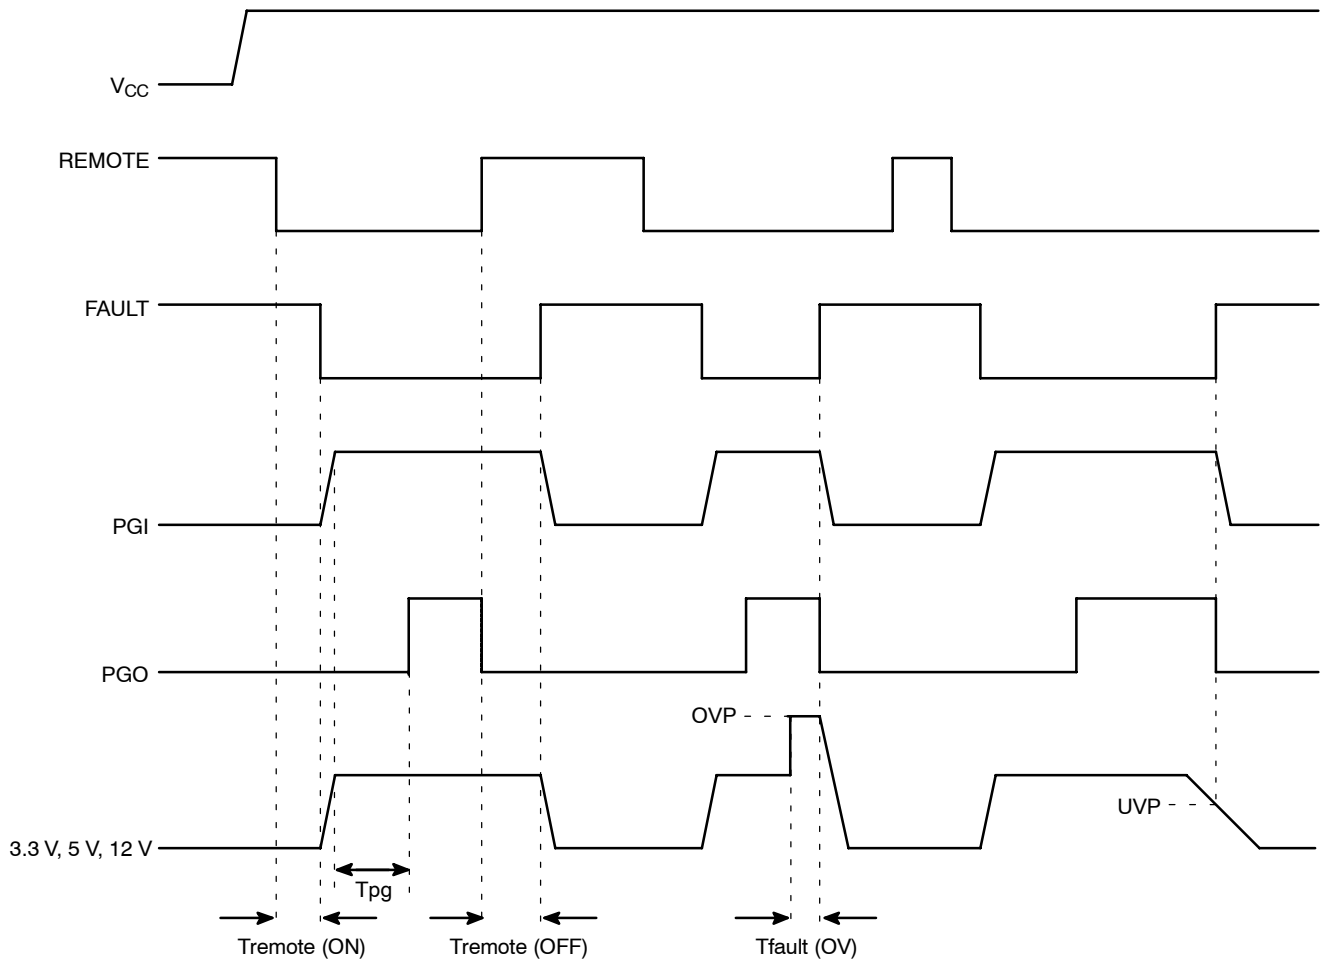 VCC
REMOTE
FAULT
PGI
PGO
OVP
UVP
3.3 V, 5 V, 12 V
Tpg
Tremote (ON)
Tremote (OFF)
Tfault (OV)